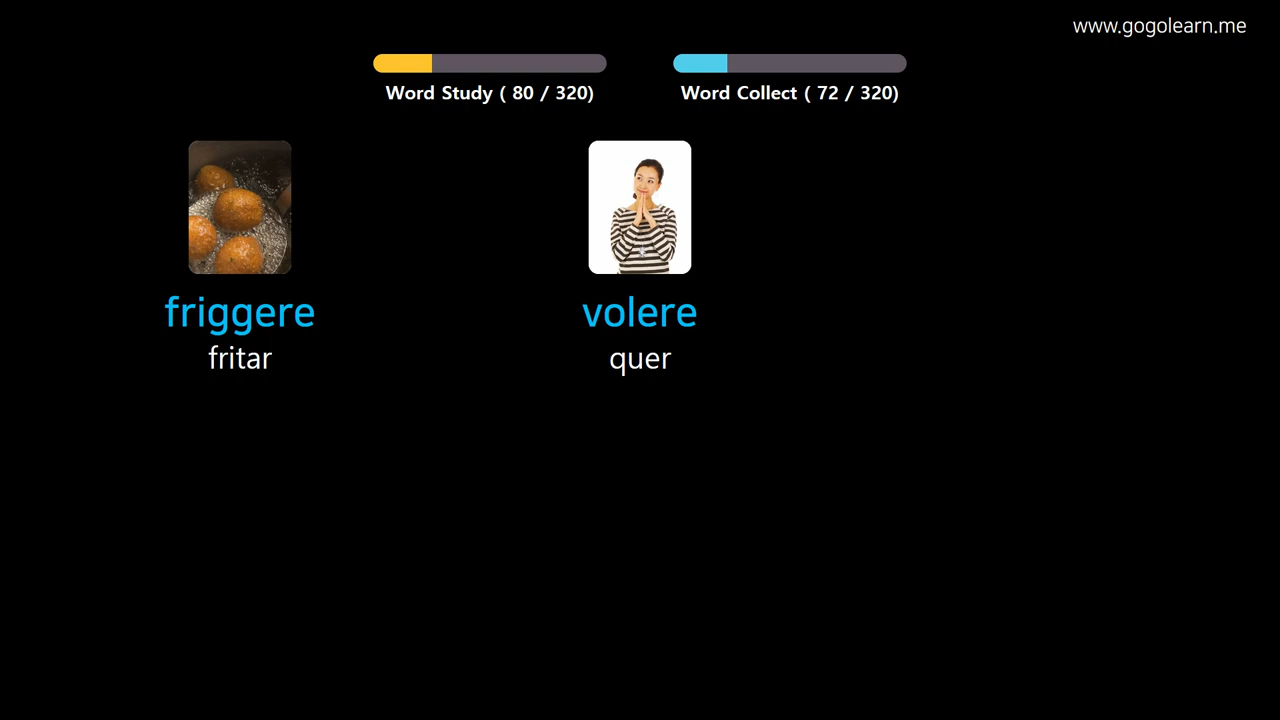 www.gogolearn.me
Word Study ( 80 / 320)
Word Collect ( 72 / 320)
friggere
fritar
volere
quer